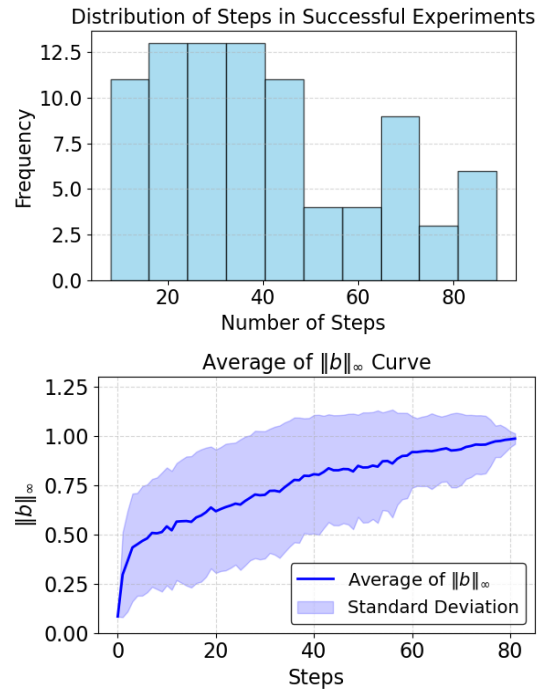 Distribution of Steps in Successful Experiments
12.5
10.0
7.5
5.0
2.5
0.0
Frequency
20 40 60 80
Number of Steps
Average of ‖b‖∞ Curve
1.25
1.00
0.75
0.50
0.25
0.00
‖b‖∞
Average of ‖b‖∞
Standard Deviation
0 20 40 60 80
Steps